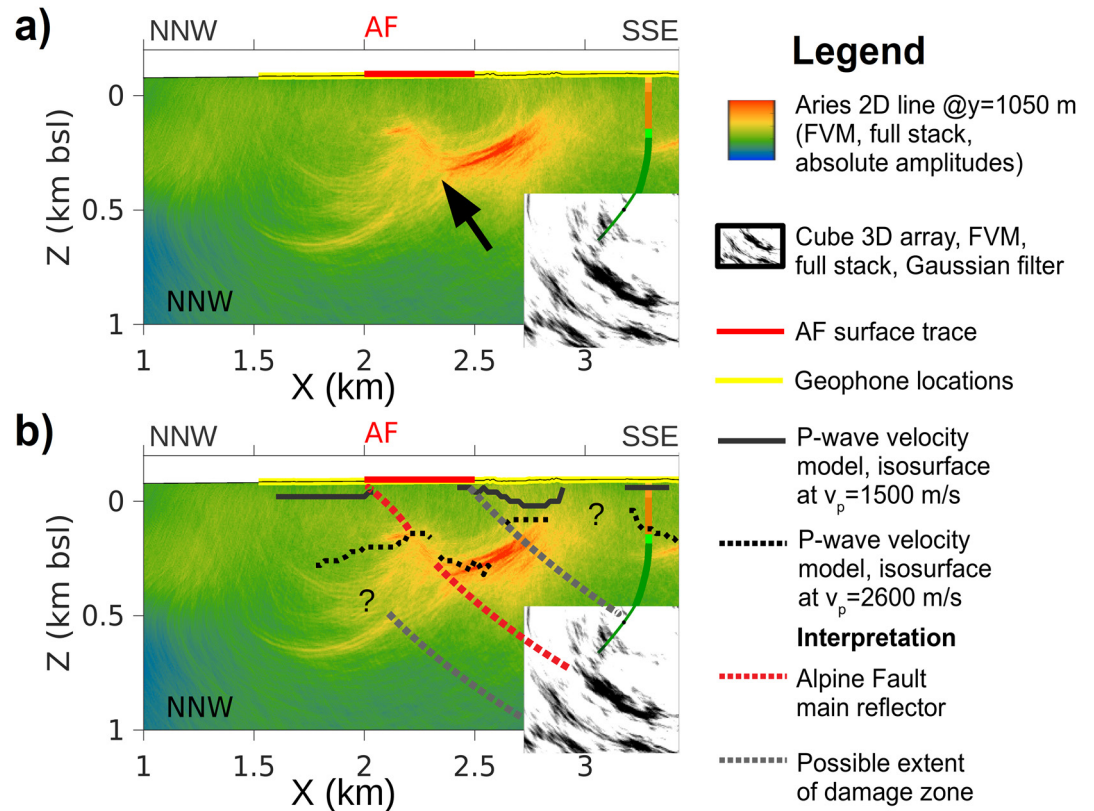 a)
NNW
AF
SSE
0
0.5
1
Z (km bsl)
NNW
1
1.5
2
2.5
3
X (km)
b)
NNW
AF
SSE
0
0.5
1
Z (km bsl)
?
?
NNW
1
1.5
2
2.5
3
X (km)
Legend
Aries 2D line @y=1050 m
(FVM, full stack,
absolute amplitudes)
Cube 3D array, FVM,
full stack, Gaussian filter
AF surface trace
Geophone locations
P-wave velocity
model, isosurface
at vp=1500 m/s
P-wave velocity
model, isosurface
at vp=2600 m/s
Interpretation
Alpine Fault
main reflector
Possible extent
of damage zone